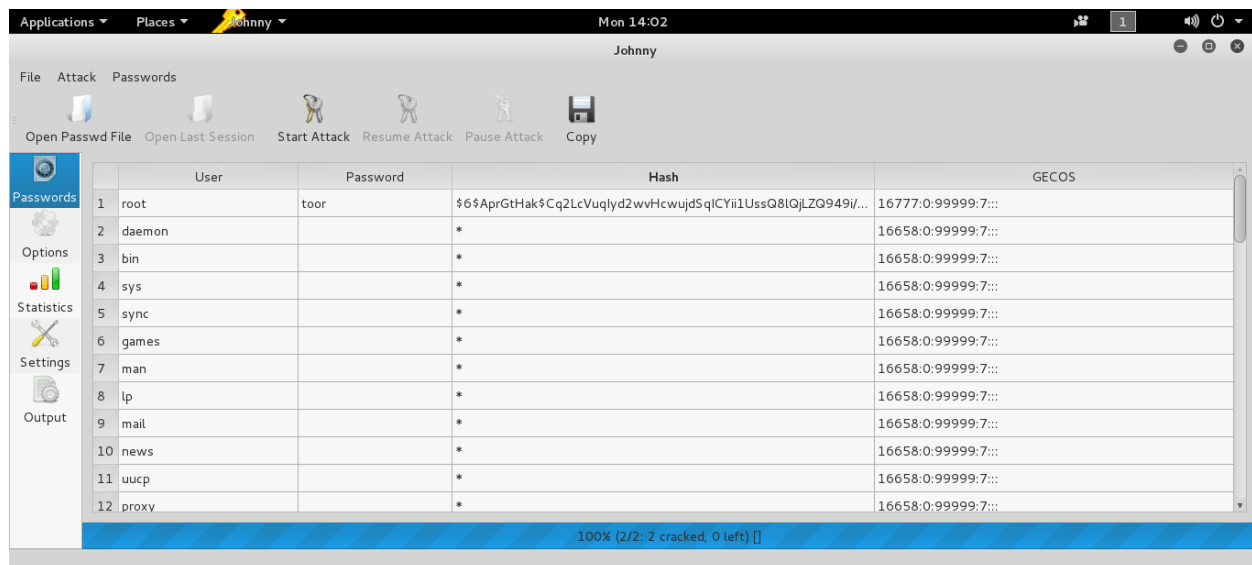 Applications Places Johnny Mon 14:02 1
Johnny
File Attack Passwords
Open Passwd File Open Last Session Start Attack Resume Attack Pause Attack Copy
Passwords
Options
Statistics
Settings
Output
User Password Hash GECOS
1 root toor $6$AprGtHak$Cq2LcVuqIyd2wvHcwujdSqICYii1UssQ8lQjLZQ949i/... 16777:0:99999:7:::
2 daemon * 16658:0:99999:7:::
3 bin * 16658:0:99999:7:::
4 sys * 16658:0:99999:7:::
5 sync * 16658:0:99999:7:::
6 games * 16658:0:99999:7:::
7 man * 16658:0:99999:7:::
8 lp * 16658:0:99999:7:::
9 mail * 16658:0:99999:7:::
10 news * 16658:0:99999:7:::
11 uucp * 16658:0:99999:7:::
12 proxy * 16658:0:99999:7:::
100% (2/2: 2 cracked, 0 left) []